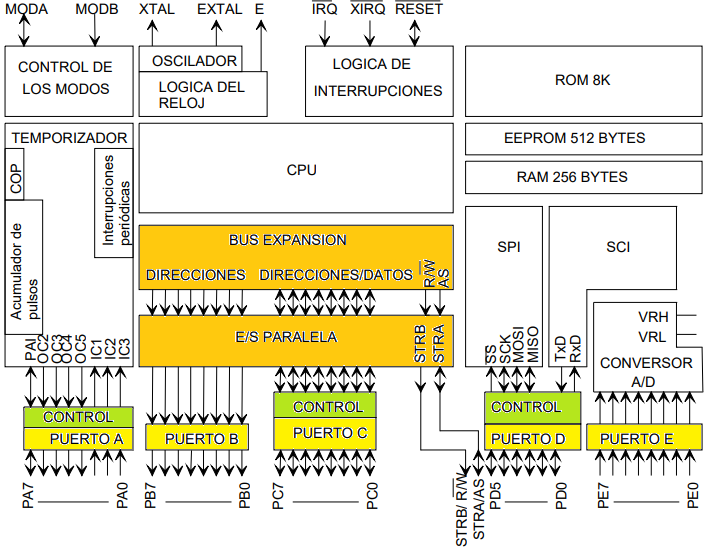 MODA MODB XTAL EXTAL E IRQ XIRQ RESET
CONTROL DE
LOS MODOS
OSCILADOR
LOGICA DEL
RELOJ
LOGICA DE
INTERRUPCIONES
ROM 8K
TEMPORIZADOR
COP
Interrupciones
periódicas
Acumulador de
pulsos
CPU
EEPROM 512 BYTES
RAM 256 BYTES
BUS EXPANSION
DIRECCIONES DIRECCIONES/DATOS R/W AS
SPI
SCI
E/S PARALELA
STRB STRA
VRH
VRL
CONVERSOR
A/D
PAI OC2 OC3 OC4 OC5 IC1 IC2 IC3
SS SCK MOSI MISO TxD RxD
CONTROL CONTROL CONTROL
PUERTO A PUERTO B PUERTO C PUERTO D PUERTO E
PA7 PA0 PB7 PB0 PC7 PC0 STRB/ R/W STRA/AS PD5 PD0 PE7 PE0